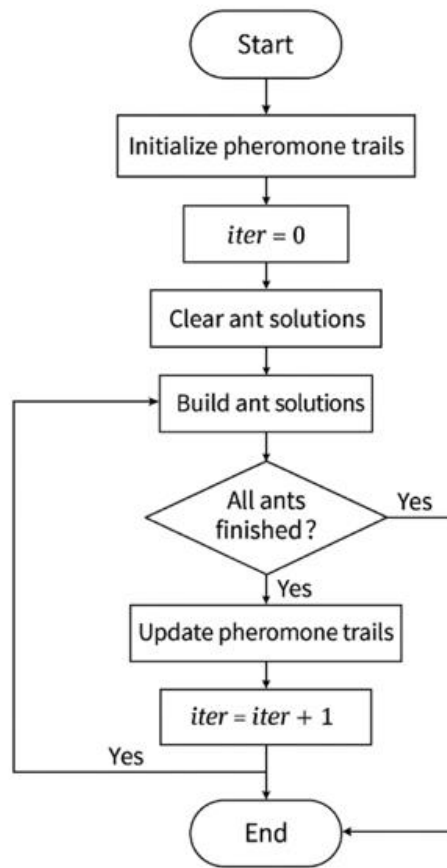 Start
Initialize pheromone trails
iter = 0
Clear ant solutions
Build ant solutions
All ants
finished?
Yes
Yes
Update pheromone trails
iter = iter + 1
Yes
End